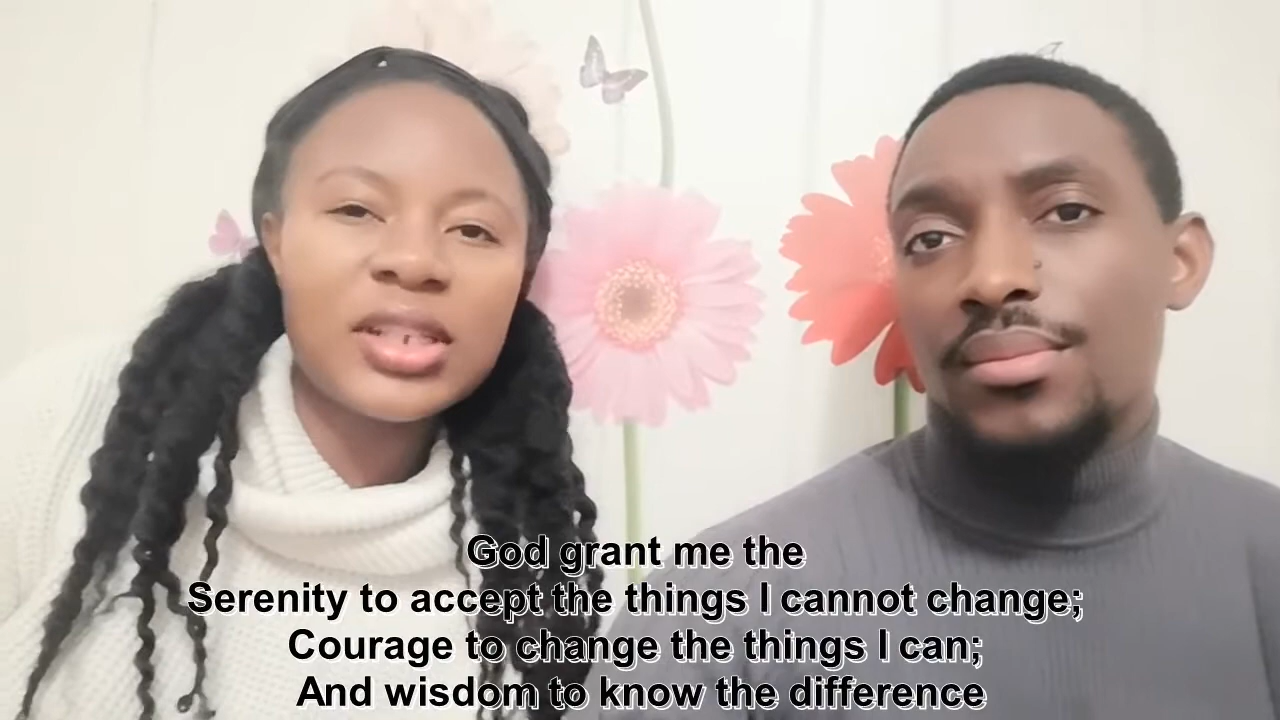 God grant me the
Serenity to accept the things I cannot change;
Courage to change the things I can;
And wisdom to know the difference